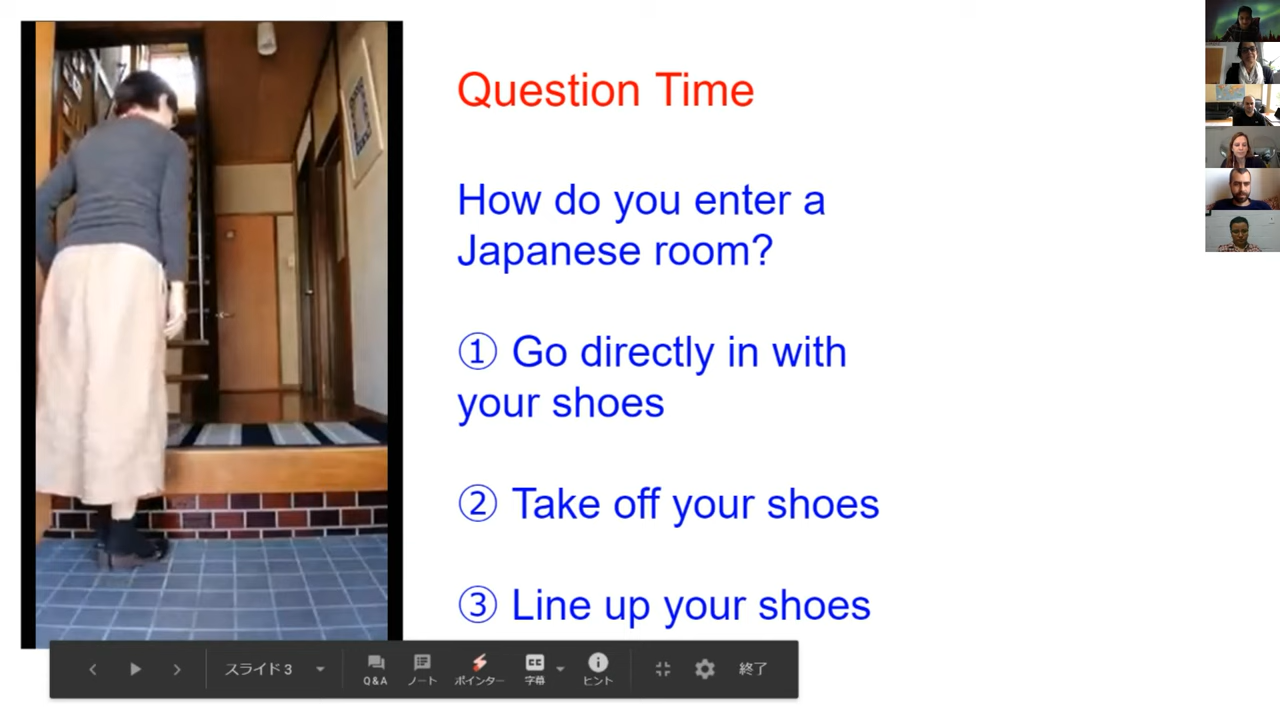 Question Time
How do you enter a
Japanese room?
① Go directly in with
your shoes
② Take off your shoes
③ Line up your shoes
スライド 3
Q&A
ノート
ポインター
字幕
ヒント
終了